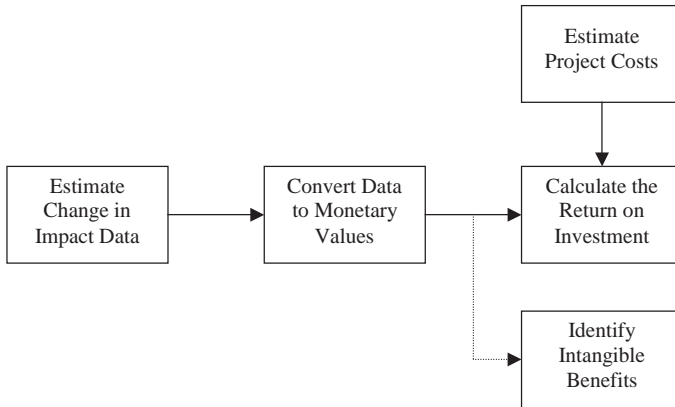 Estimate
Project Costs
Estimate
Change in
Impact Data
Convert Data
to Monetary
Values
Calculate the
Return on
Investment
Identify
Intangible
Benefits